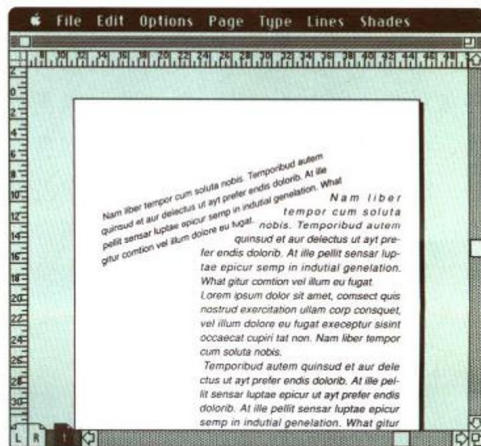 File Edit Options Page Type Lines Shades
Nam liber tempor cum soluta nobis. Temporibud autem
quinsud et aur delectus ut ayt prefer endis dolorib. At ille
pellit sensar luptae epicur semp in indutial genelation. What
gitur comtion vel illum dolore eu fugat.
Nam liber
tempor cum soluta
nobis. Temporibud autem
quinsud et aur delectus ut ayt pre-
fer endis dolorib. At ille pellit sensar lup-
tae epicur semp in indutial genelation.
What gitur comtion vel illum eu fugat.
Lorem ipsum dolor sit amet, comsect quis
nostrud exercitation ullam corp consquet,
vel illum dolore eu fugat execeptur sisint
occaecat cupiri tat non. Nam liber tempor
cum soluta nobis.
Temporibud autem quinsud et aur dele
ctus ut ayt prefer endis dolorib. At ille pel-
lit sensar luptae epicur ut ayt prefer endis
dolorib. At ille pellit sensar luptae epicur
semp in indutial genelation. What gitur
L R 1